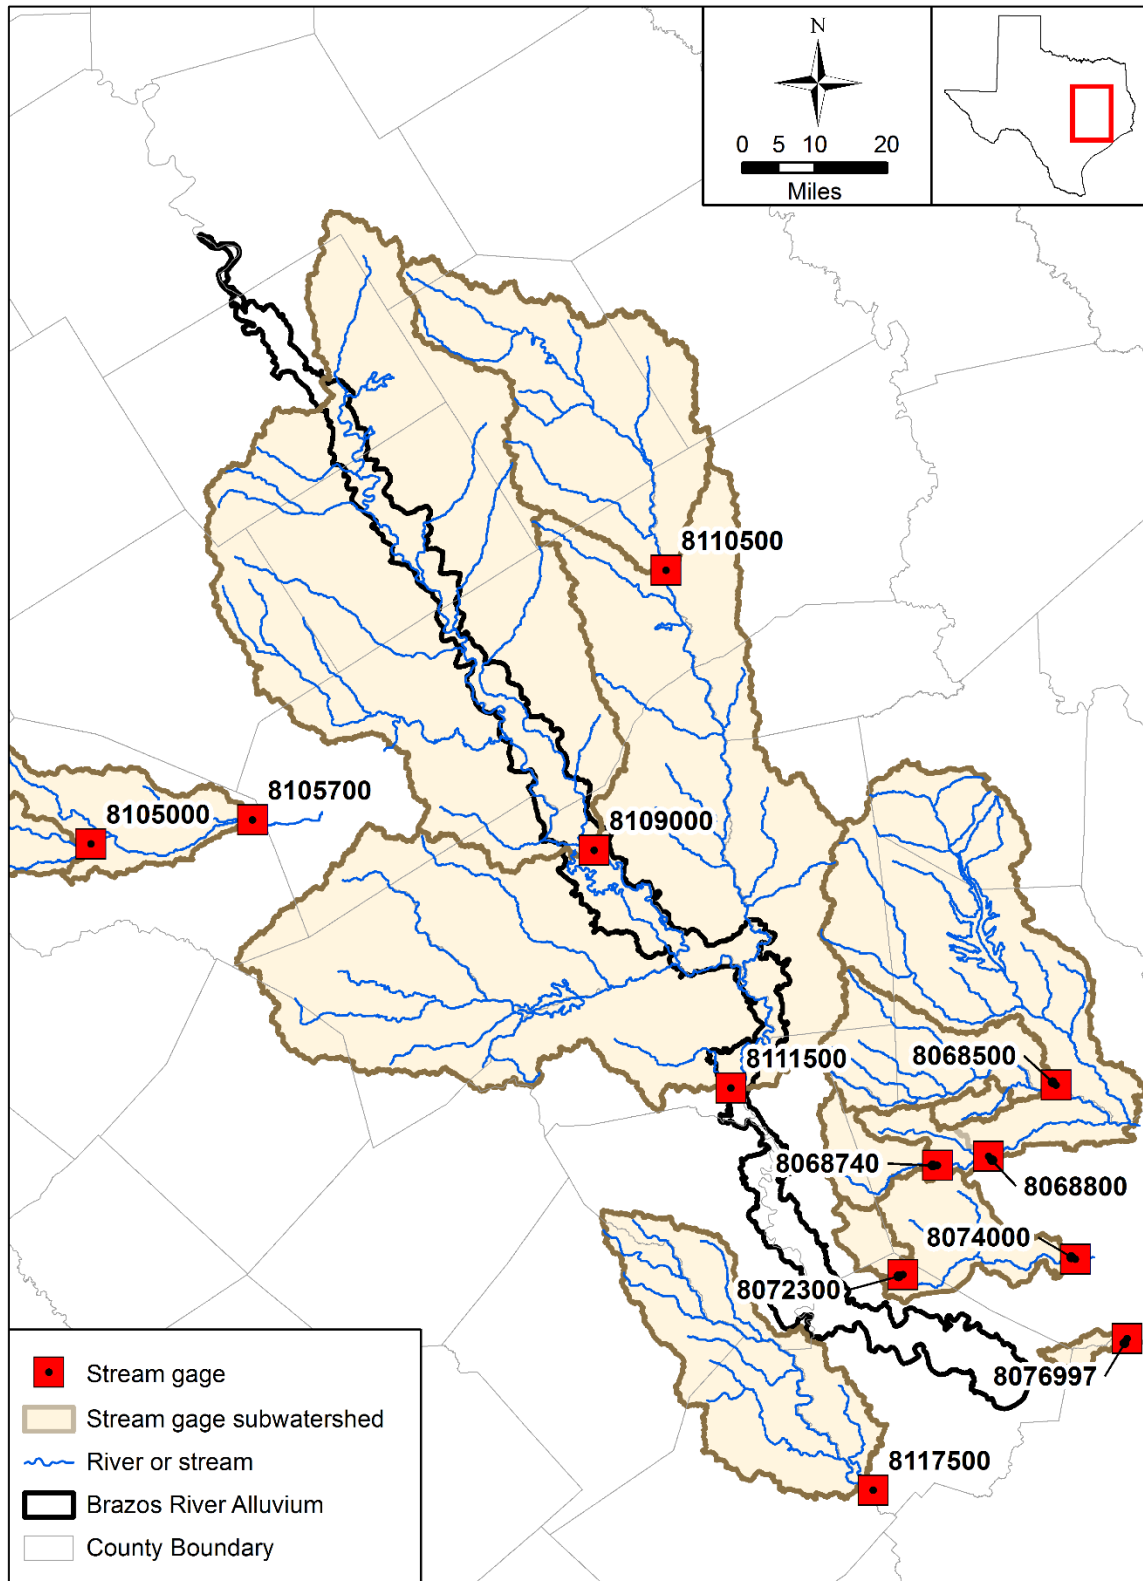 N
0 5 10 20
Miles
8110500
8105700
8105000
8109000
8111500
8068500
8068740
8068800
8074000
8072300
8076997
8117500
Stream gage
Stream gage subwatershed
River or stream
Brazos River Alluvium
County Boundary